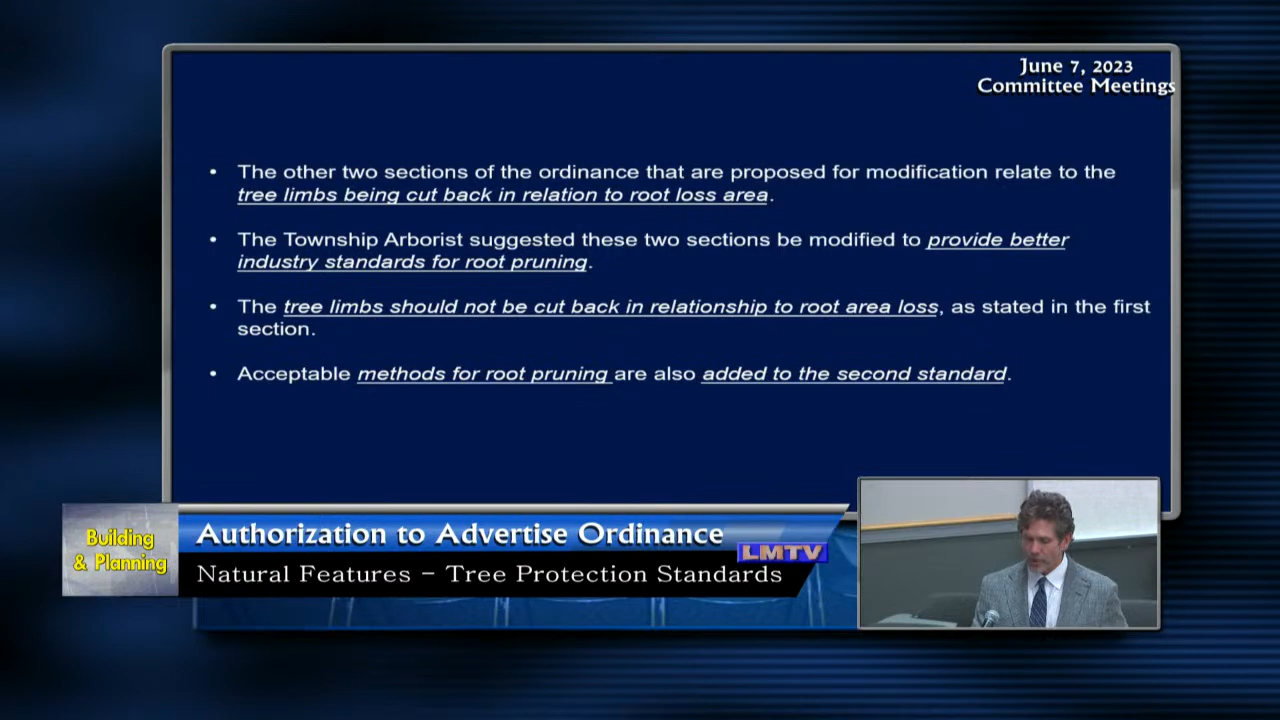 June 7, 2023
Committee Meetings
• The other two sections of the ordinance that are proposed for modification relate to the
tree limbs being cut back in relation to root loss area.
• The Township Arborist suggested these two sections be modified to provide better
industry standards for root pruning.
• The tree limbs should not be cut back in relationship to root area loss, as stated in the first
section.
• Acceptable methods for root pruning are also added to the second standard.
Building
& Planning
Authorization to Advertise Ordinance
LMTV
Natural Features – Tree Protection Standards